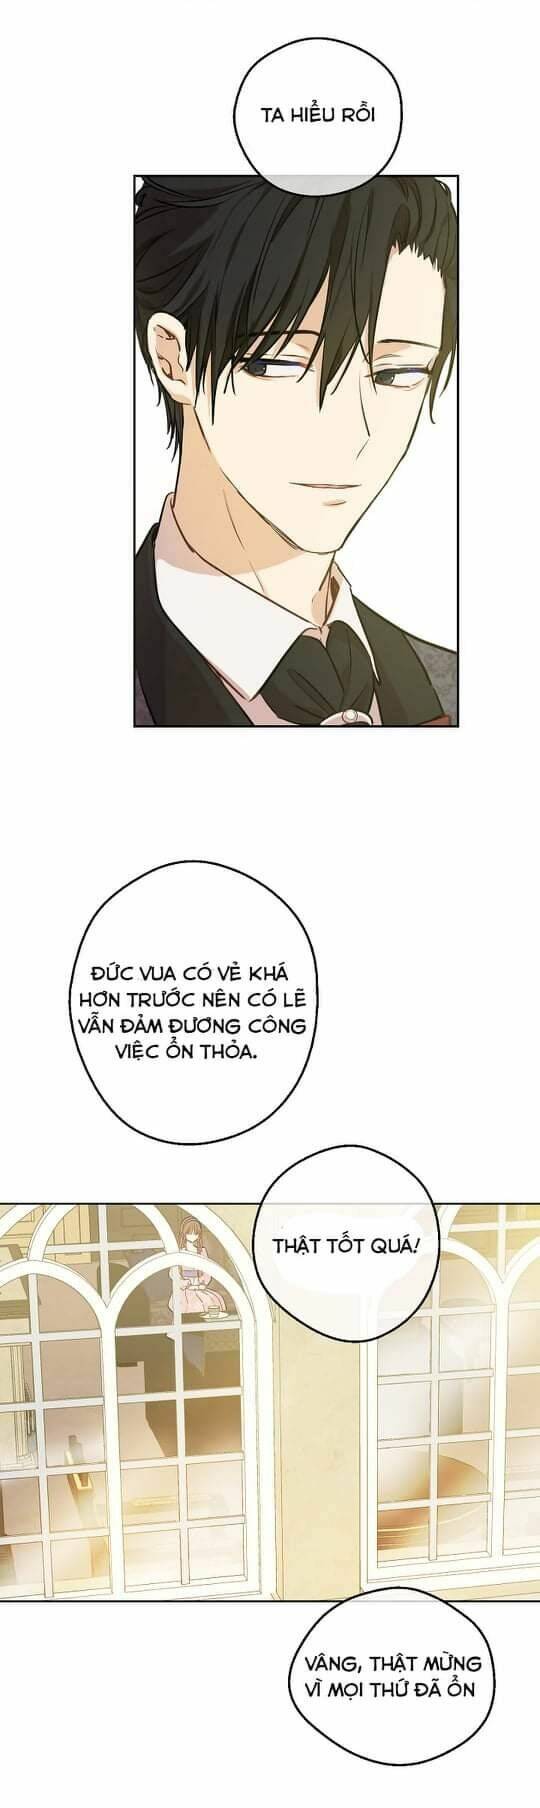 TA HIỂU RỒI
ĐỨC VUA CÓ VẺ KHÁ
HƠN TRƯỚC NÊN CÓ LẼ
VẪN ĐẢM ĐƯƠNG CÔNG
VIỆC ỔN THỎA.
THẬT TỐT QUÁ!
VÂNG, THẬT MỪNG
VÌ MỌI THỨ ĐÃ ỔN